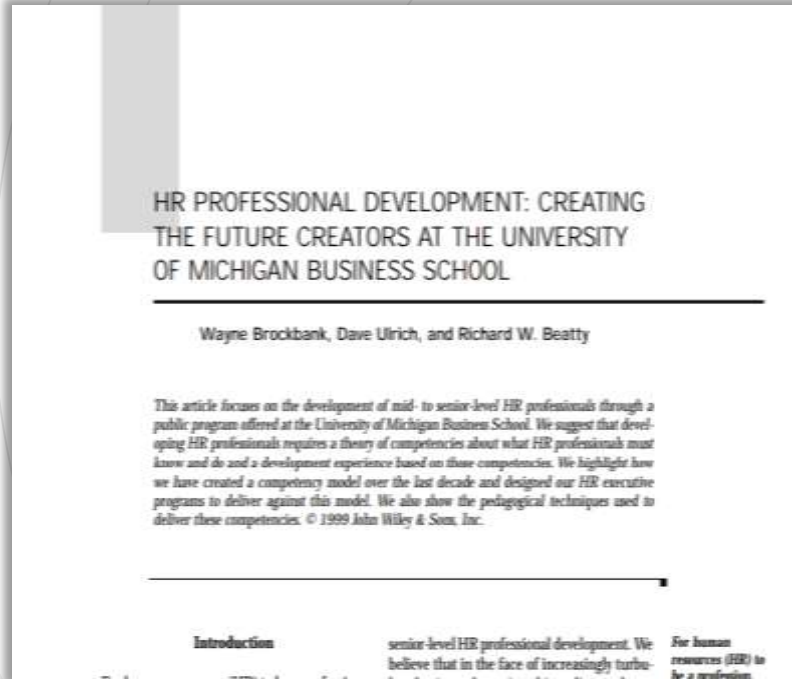 HR PROFESSIONAL DEVELOPMENT: CREATING
THE FUTURE CREATORS AT THE UNIVERSITY
OF MICHIGAN BUSINESS SCHOOL
Wayne Brockbank, Dave Ulrich, and Richard W. Beatty
This article focuses on the development of mid- to senior-level HR professionals through a
public program offered at the University of Michigan Business School. We suggest that devel-
oping HR professionals requires a theory of competencies about what HR professionals must
know and do and a development experience based on those competencies. We highlight how
we have created a competency model over the last decade and designed our HR executive
programs to deliver against this model. We also show the pedagogical techniques used to
deliver these competencies. © 1999 John Wiley & Sons, Inc.
Introduction
senior-level HR professional development. We
believe that in the face of increasingly turbu-
For human
resources (HR) to
be a profession